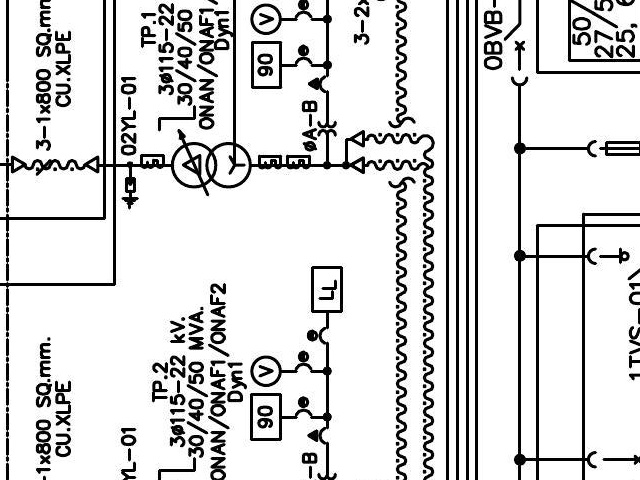 3-1x800 SQ.mm
CU.XLPE
02YL-01
TP.1
3ø115-22
30/40/50
ONAN/ONAF1/
Dyn1
V
90
øA-B
3-2x
0BVB-
50/5
27/5
25,
LL
-1x800 SQ.mm.
CU.XLPE
YL-01
TP.2
3ø115-22 kV.
30/40/50 MVA.
ONAN/ONAF1/ONAF2
Dyn1
V
90
-B
1TVS-01